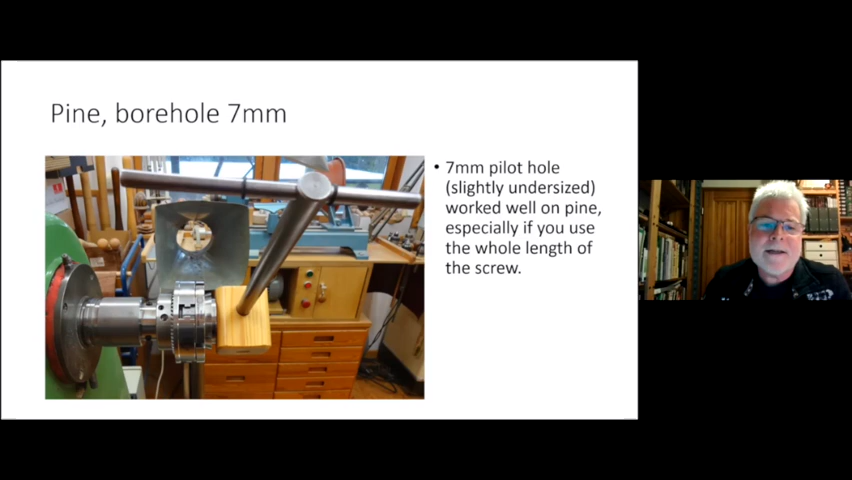 Pine, borehole 7mm
• 7mm pilot hole
(slightly undersized)
worked well on pine,
especially if you use
the whole length of
the screw.